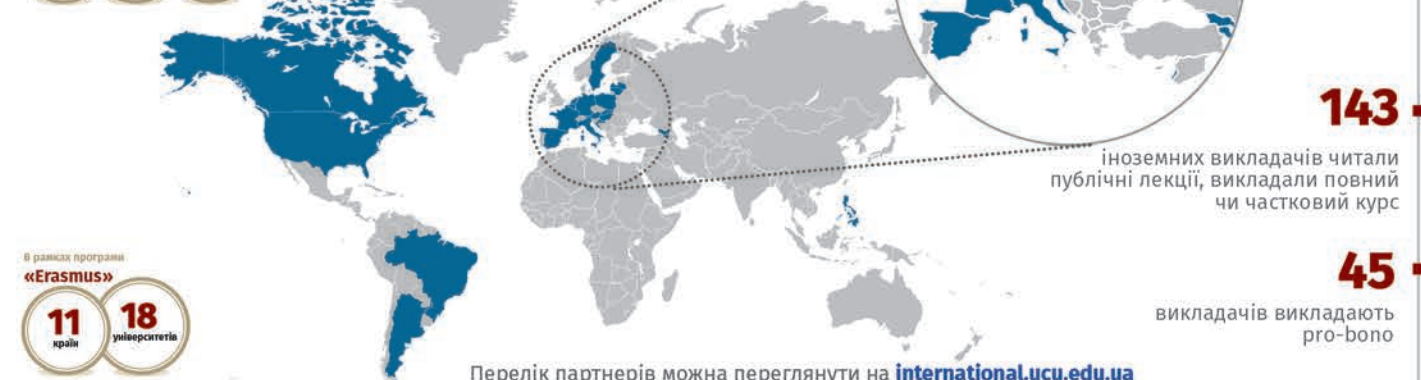 143
іноземних викладачів читали
публічні лекції, викладали повний
чи частковий курс
В рамках програми
«Erasmus»
11
країн
18
університетів
45
викладачів викладають
pro-bono
Перелік партнерів можна переглянути на international.ucu.edu.ua